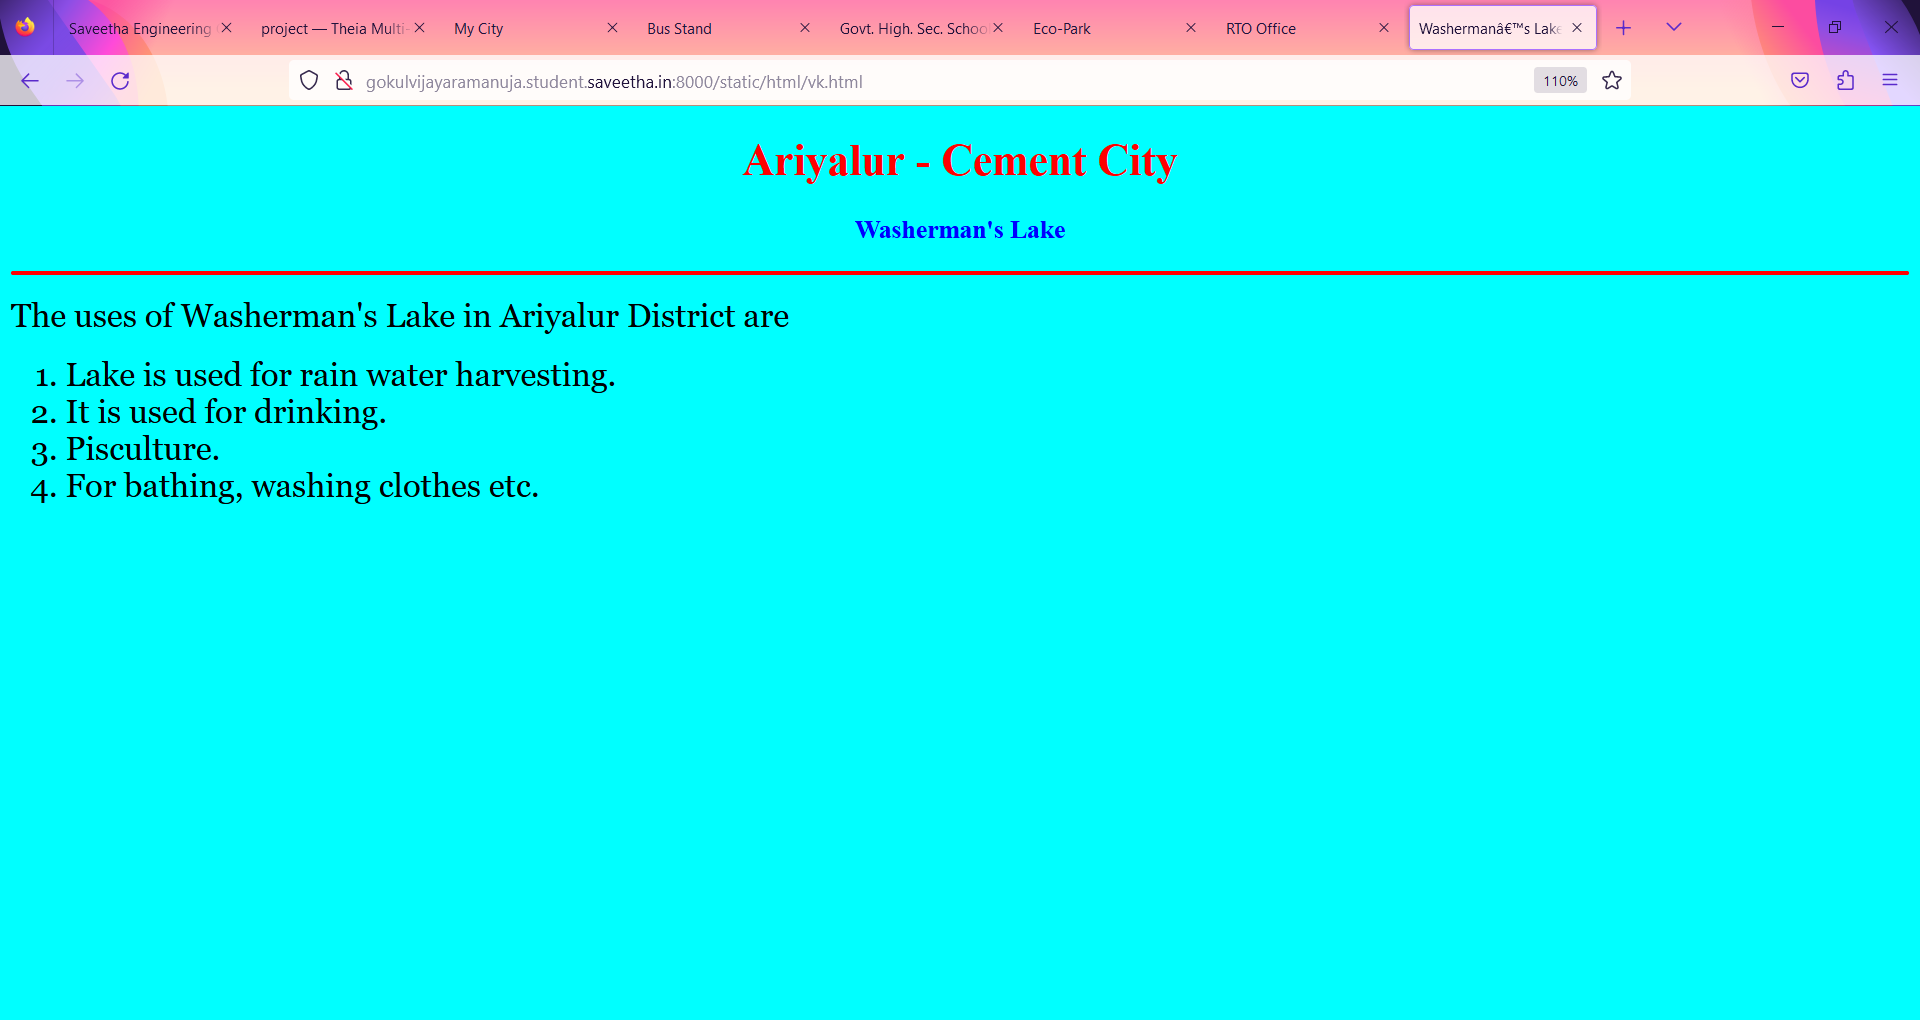 Saveetha Engineering
project — Theia Multi-
My City
Bus Stand
Govt. High. Sec. Schoo
Eco-Park
RTO Office
Washermanâ€™s Lake
gokulvijayaramanuja.student.saveetha.in:8000/static/html/vk.html
110%
Ariyalur - Cement City
Washerman's Lake
The uses of Washerman's Lake in Ariyalur District are
1. Lake is used for rain water harvesting.
2. It is used for drinking.
3. Pisculture.
4. For bathing, washing clothes etc.